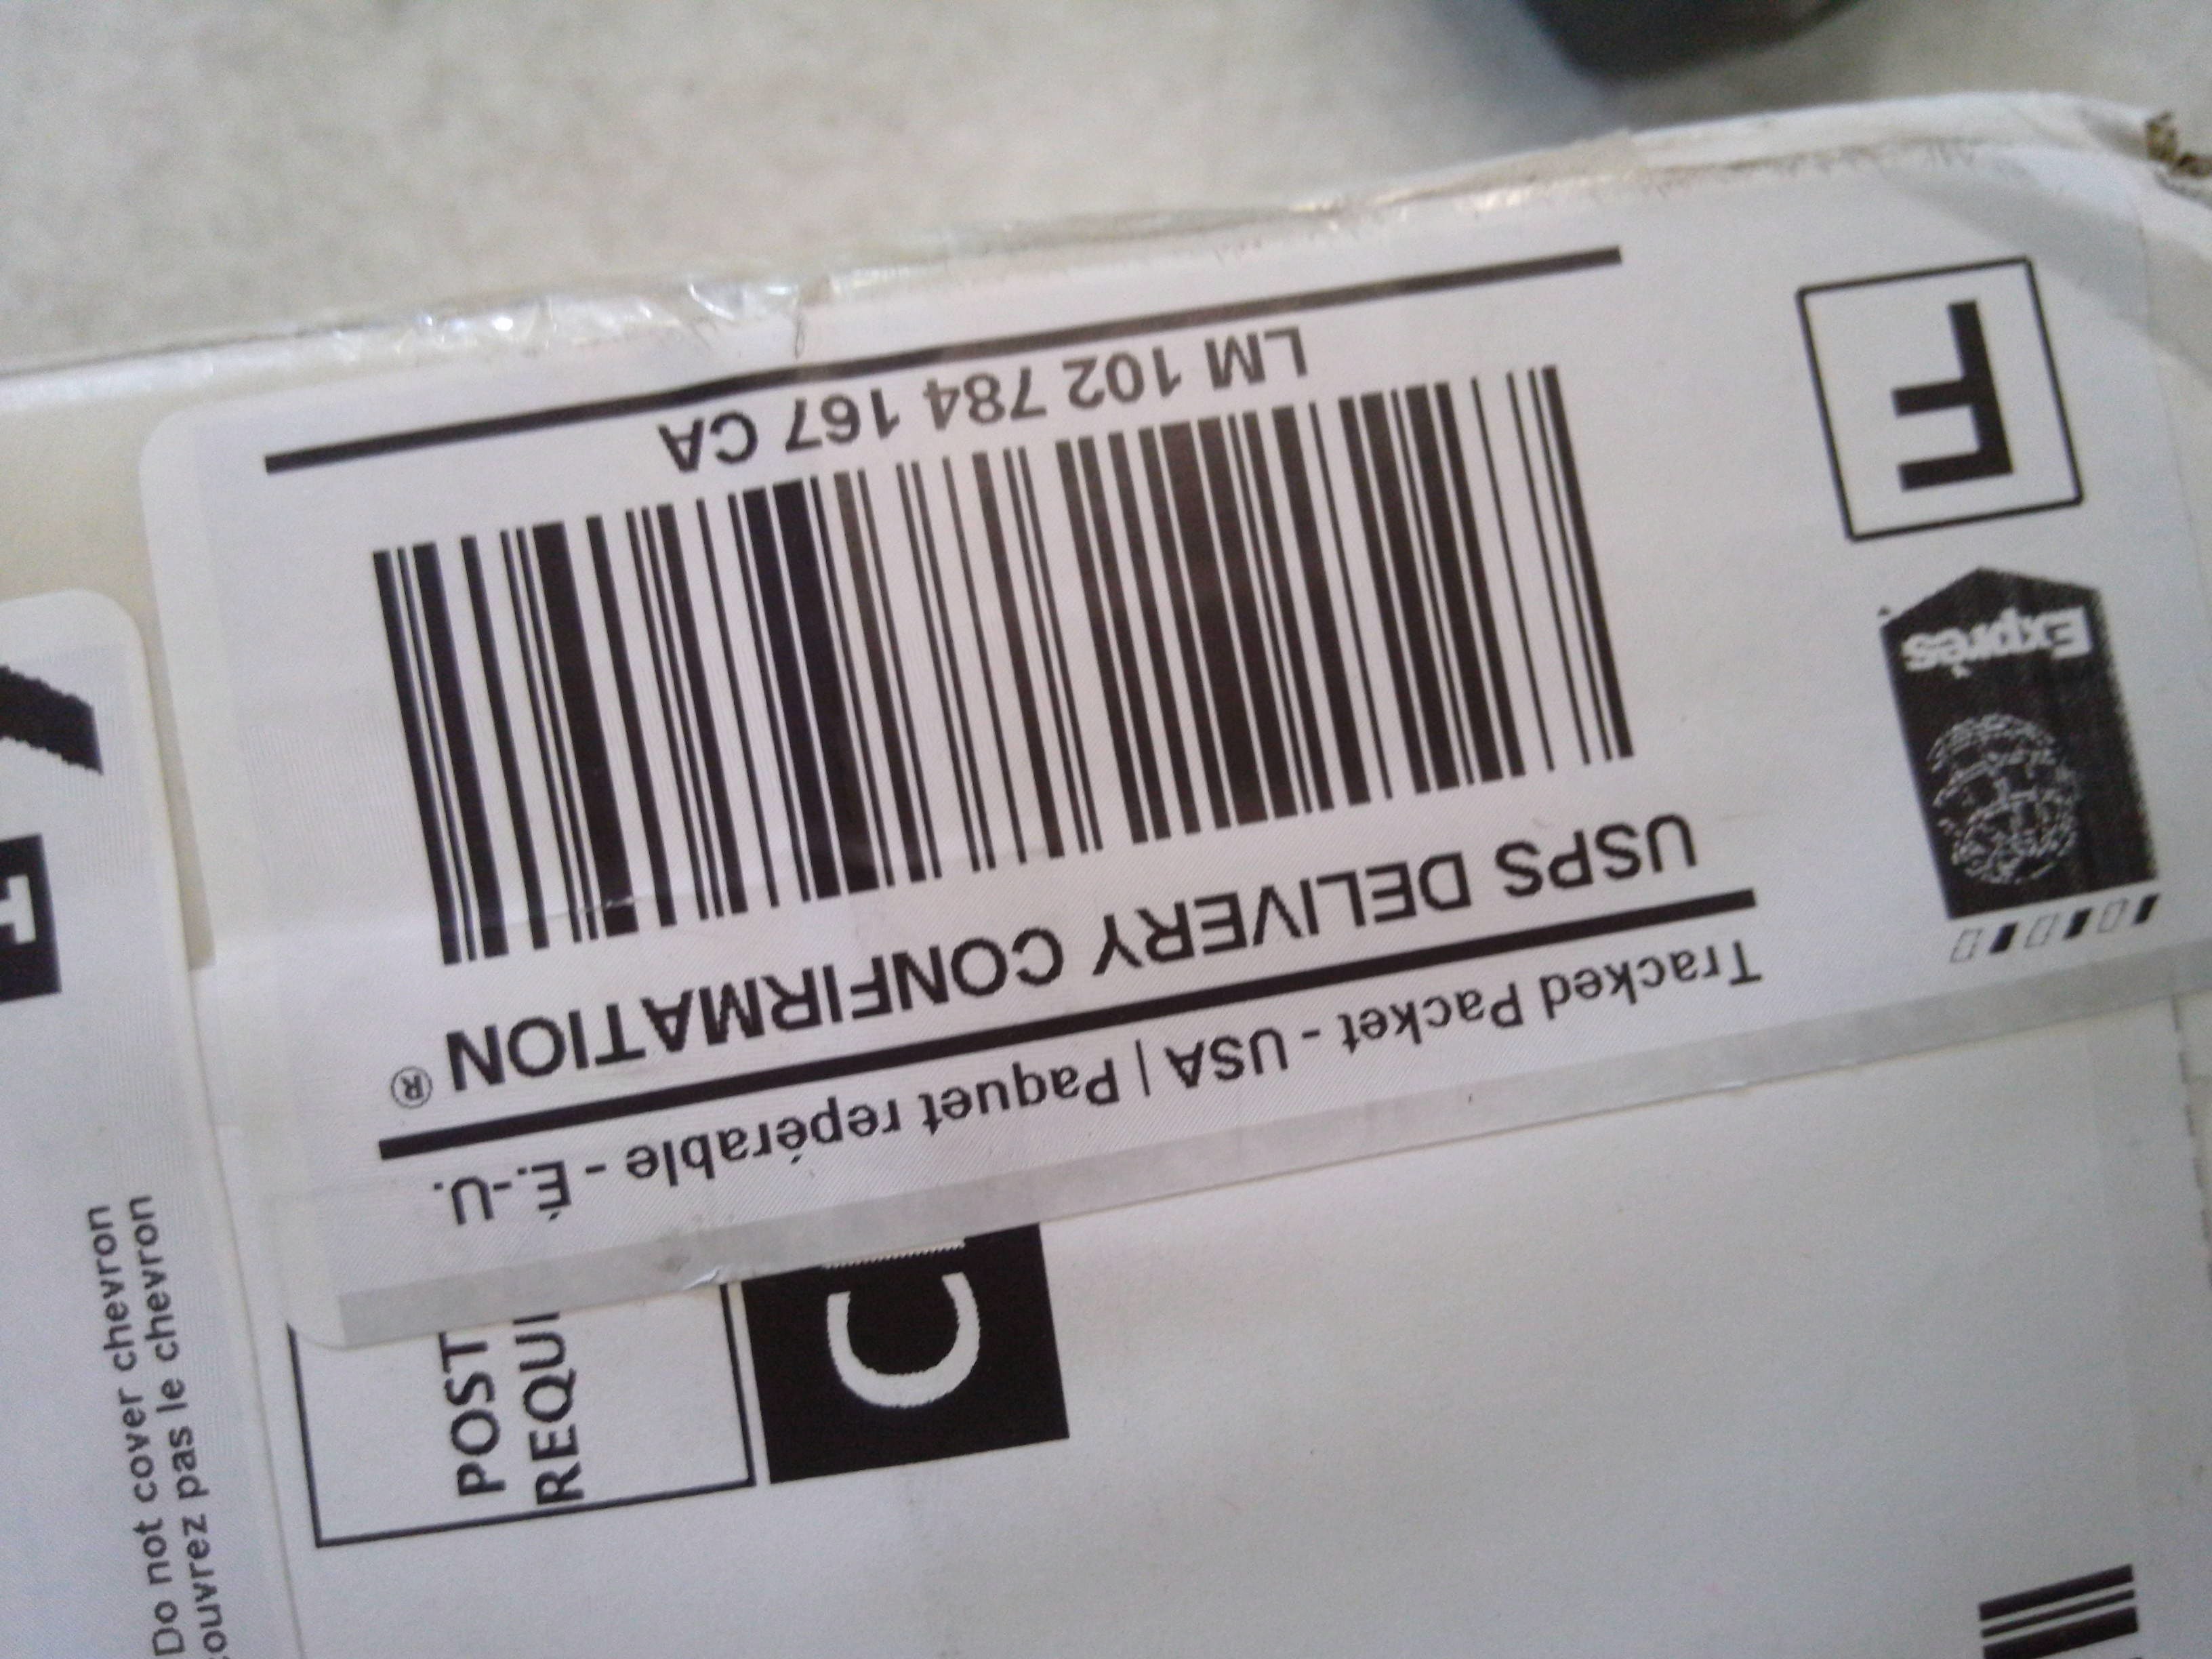 Tracked Packet - USA | Paquet repérable - É.-U.
USPS DELIVERY CONFIRMATION ®
LM 102 784 167 CA
Exprès
F
POST
REQUI
C
Do not cover chevron
couvrez pas le chevron